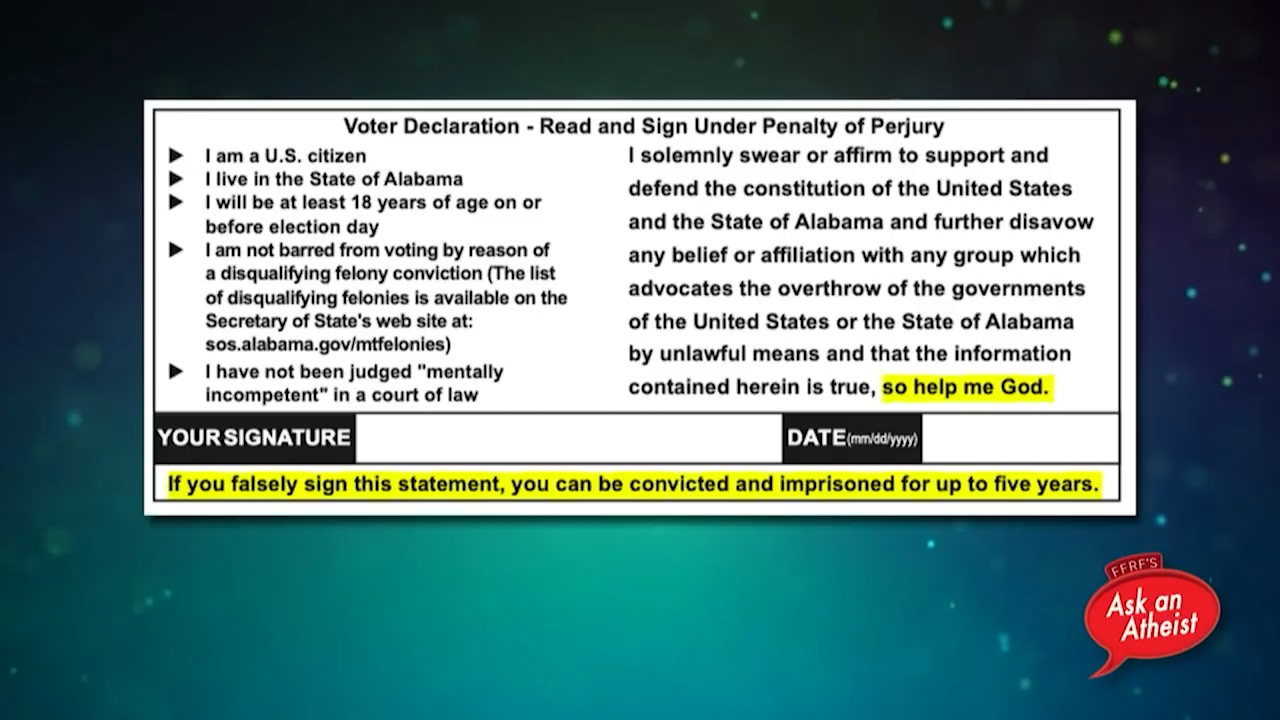 Voter Declaration - Read and Sign Under Penalty of Perjury
▶ I am a U.S. citizen
▶ I live in the State of Alabama
▶ I will be at least 18 years of age on or
before election day
▶ I am not barred from voting by reason of
a disqualifying felony conviction (The list
of disqualifying felonies is available on the
Secretary of State's web site at:
sos.alabama.gov/mtfelonies)
▶ I have not been judged "mentally
incompetent" in a court of law
I solemnly swear or affirm to support and
defend the constitution of the United States
and the State of Alabama and further disavow
any belief or affiliation with any group which
advocates the overthrow of the governments
of the United States or the State of Alabama
by unlawful means and that the information
contained herein is true, so help me God.
YOUR SIGNATURE
DATE (mm/dd/yyyy)
If you falsely sign this statement, you can be convicted and imprisoned for up to five years.
FFRF'S
Ask an
Atheist